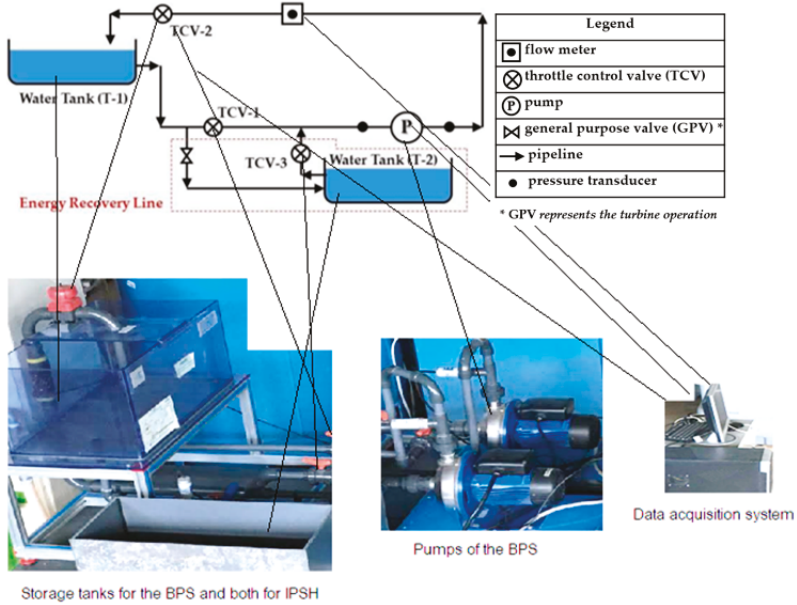 TCV-2
Water Tank (T-1)
TCV-1
P
TCV-3
Water Tank (T-2)
Energy Recovery Line
Legend
flow meter
throttle control valve (TCV)
P pump
general purpose valve (GPV) *
pipeline
pressure transducer
* GPV represents the turbine operation
Data acquisition system
Pumps of the BPS
Storage tanks for the BPS and both for IPSH